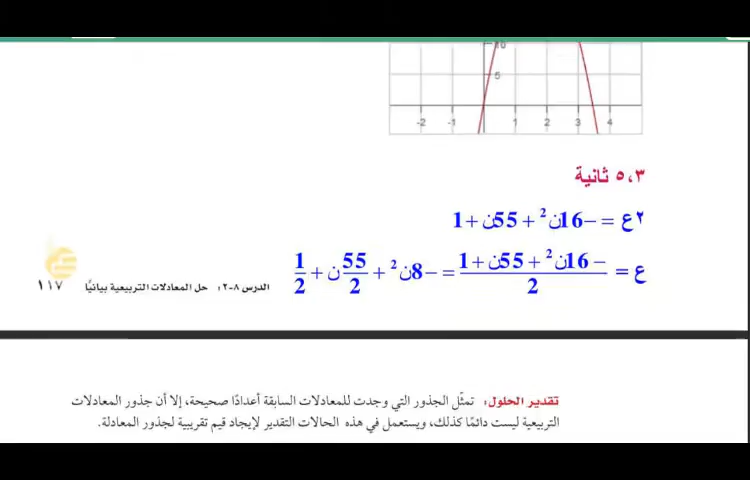 10
5
-2 -1 1 2 3 4
٥،٣ ثانية
٢ع = −16ن² + 55ن + 1
ع = (−16ن² + 55ن + 1)/2 = −8ن² + 55/2 ن + 1/2
الدرس ٨-٢: حل المعادلات التربيعية بيانيًّا ١١٧
تقدير الحلول: تمثّل الجذور التي وجدت للمعادلات السابقة أعدادًا صحيحة، إلا أن جذور المعادلات
التربيعية ليست دائمًا كذلك، ويستعمل في هذه الحالات التقدير لإيجاد قيم تقريبية لجذور المعادلة.